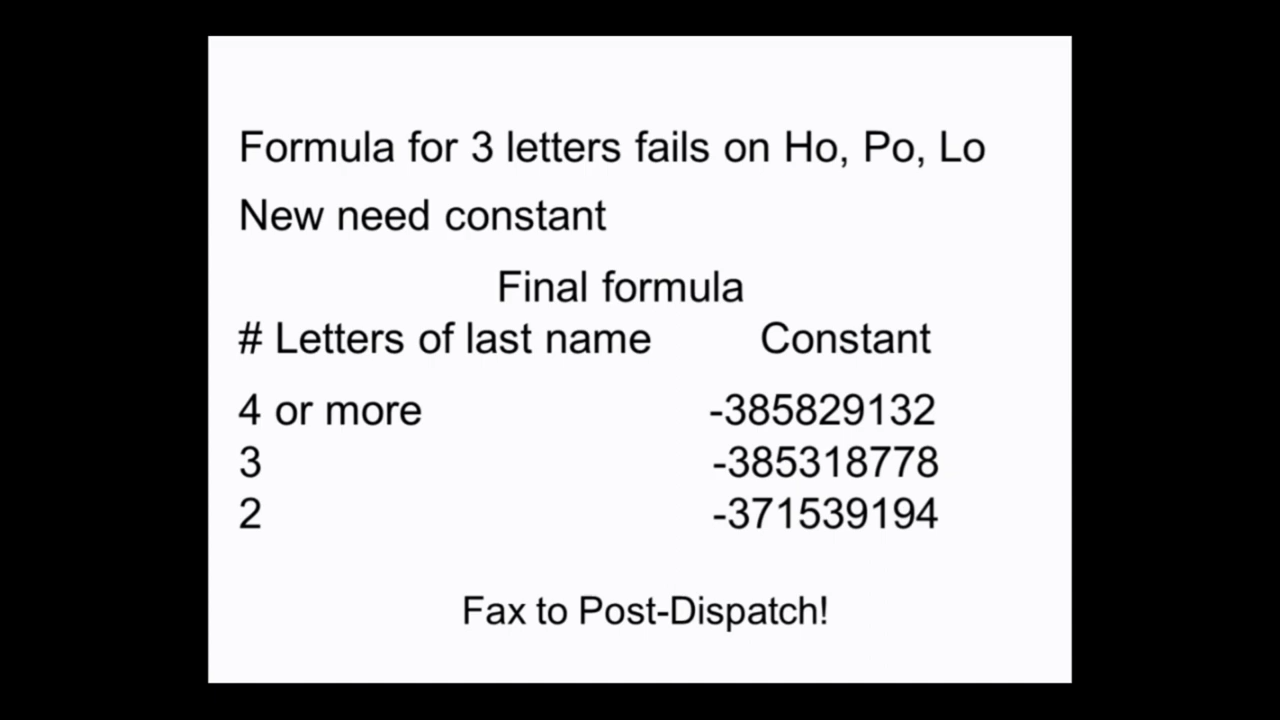 Formula for 3 letters fails on Ho, Po, Lo
New need constant
Final formula
# Letters of last name Constant
4 or more -385829132
3 -385318778
2 -371539194
Fax to Post-Dispatch!